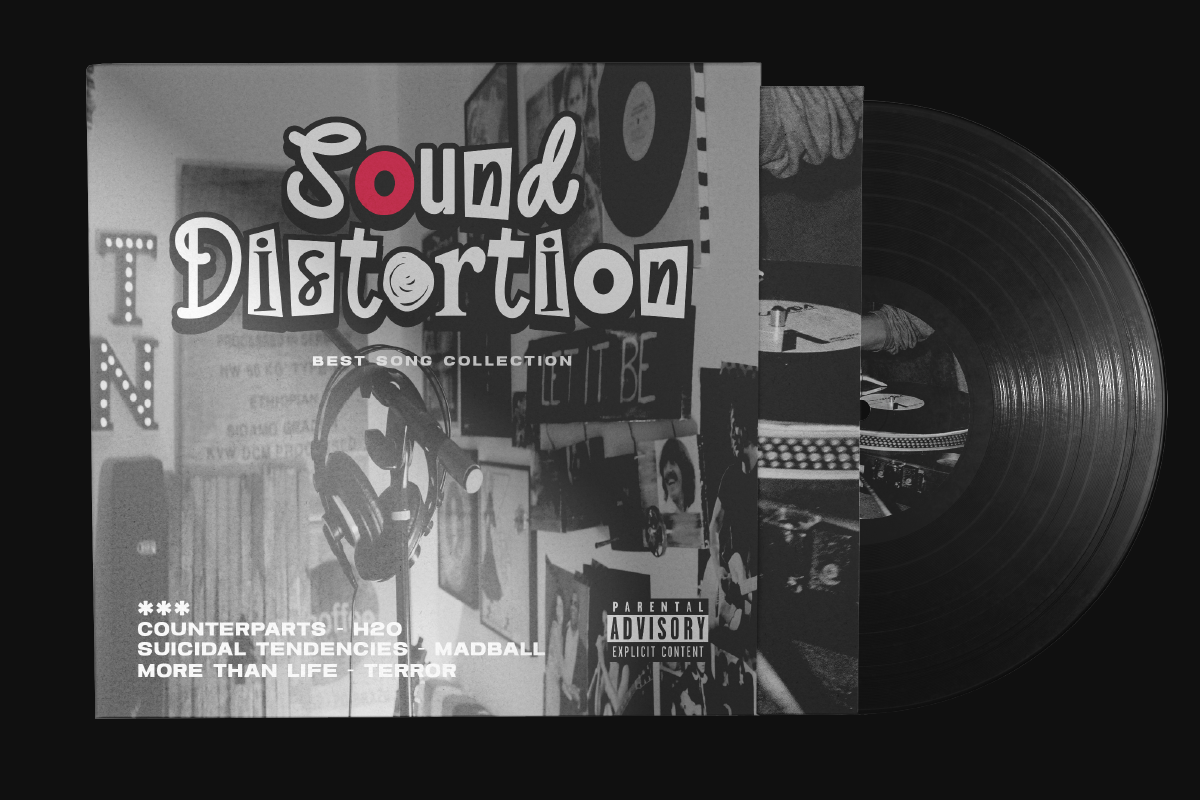 Sound
Distortion
BEST SONG COLLECTION
T
N
LET IT BE
ETHIOPIAN
***
COUNTERPARTS - H2O
SUICIDAL TENDENCIES - MADBALL
MORE THAN LIFE - TERROR
PARENTAL
ADVISORY
EXPLICIT CONTENT